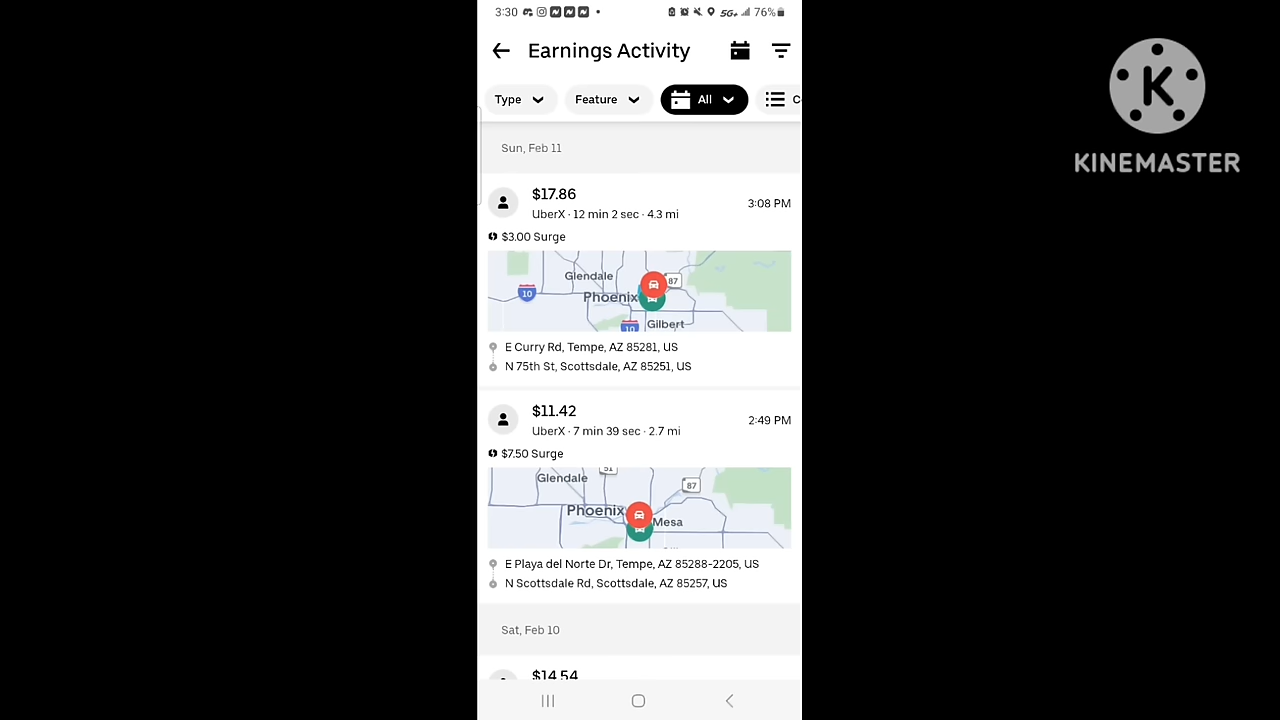 3:30
5G+ 76%
Earnings Activity
Type Feature All
Sun, Feb 11
$17.86
UberX · 12 min 2 sec · 4.3 mi
3:08 PM
$3.00 Surge
Glendale
87
10
Phoenix
Gilbert
10
E Curry Rd, Tempe, AZ 85281, US
N 75th St, Scottsdale, AZ 85251, US
$11.42
UberX · 7 min 39 sec · 2.7 mi
2:49 PM
$7.50 Surge
51
Glendale
87
Phoenix
Mesa
E Playa del Norte Dr, Tempe, AZ 85288-2205, US
N Scottsdale Rd, Scottsdale, AZ 85257, US
Sat, Feb 10
$14.54
K
KINEMASTER